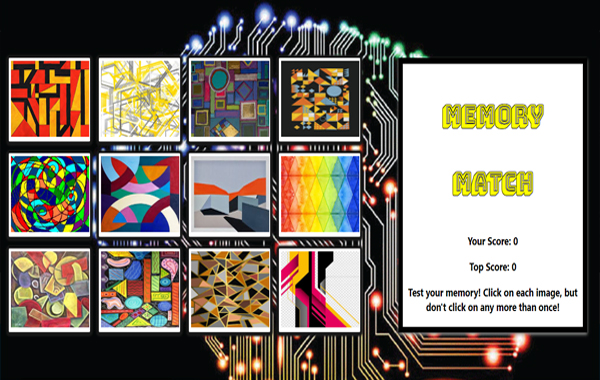 MEMORY
MATCH
Your Score: 0
Top Score: 0
Test your memory! Click on each image, but
don't click on any more than once!